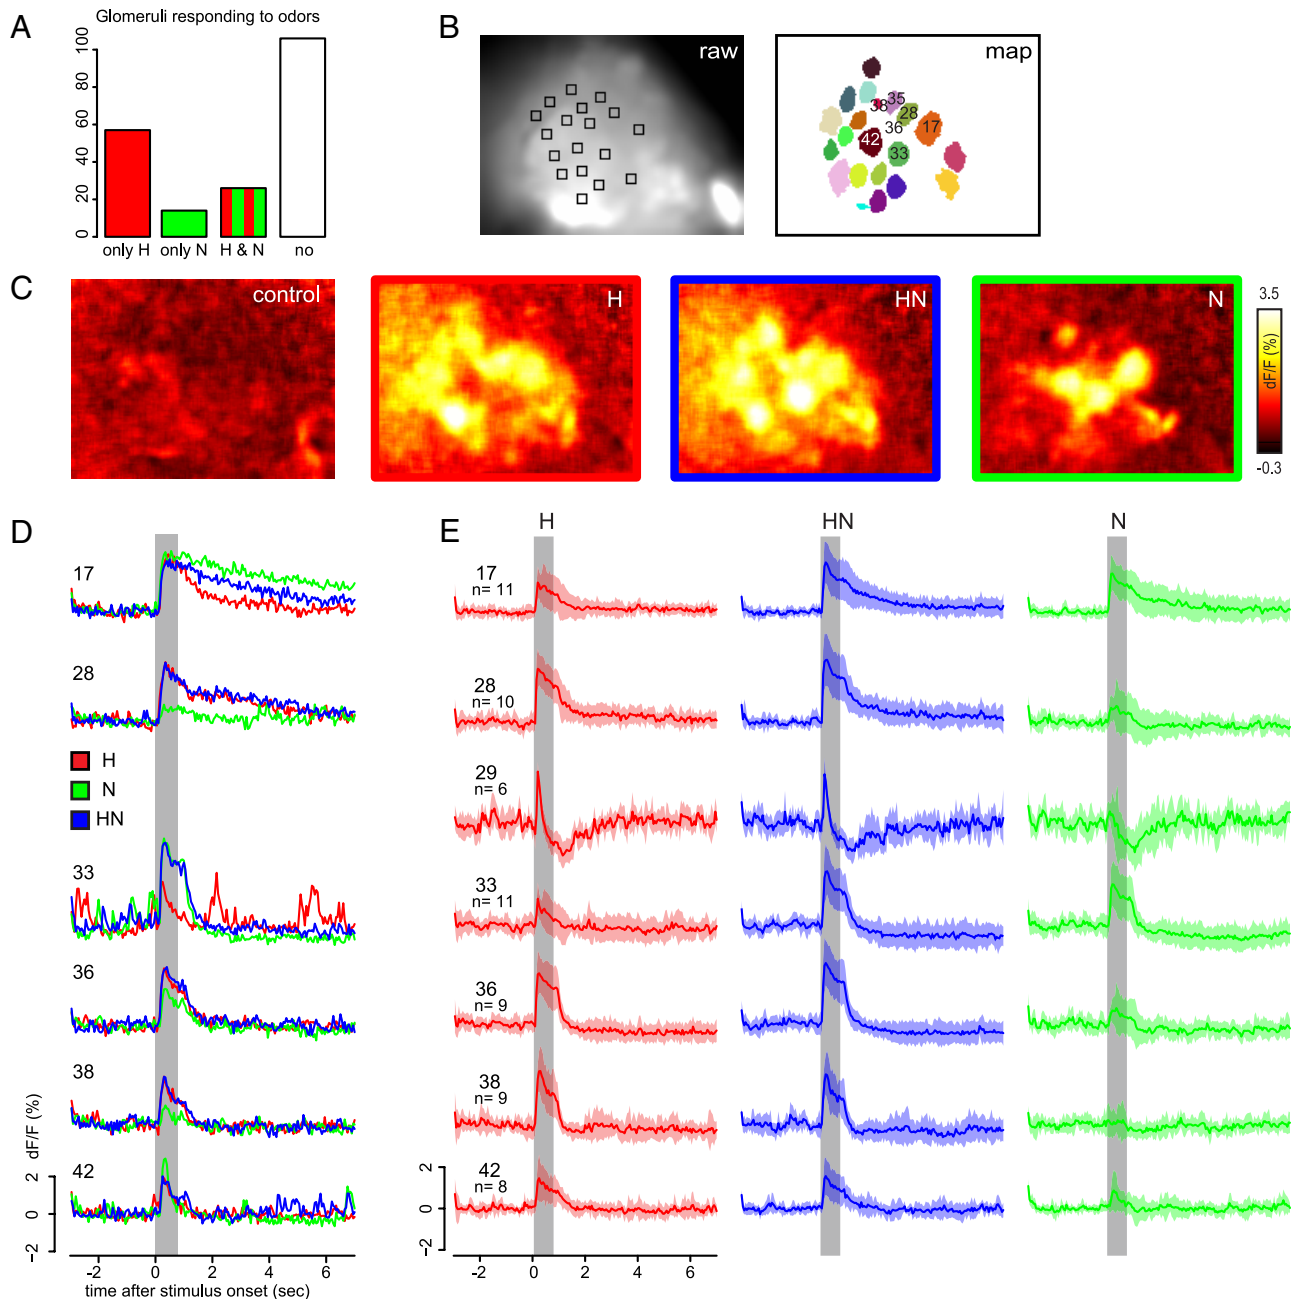 A
Glomeruli responding to odors
100
80
60
40
20
0
only H
only N
H & N
no
B
raw
map
35
38
28
36
17
42
33
C
control
H
HN
N
3.5
dF/F (%)
-0.3
D
17
28
H
N
HN
33
36
38
42
dF/F (%)
2
0
-2
-2
0
2
4
6
time after stimulus onset (sec)
E
H
HN
N
17
n= 11
28
n= 10
29
n= 6
33
n= 11
36
n= 9
38
n= 9
42
n= 8
2
0
-2
-2
0
2
4
6